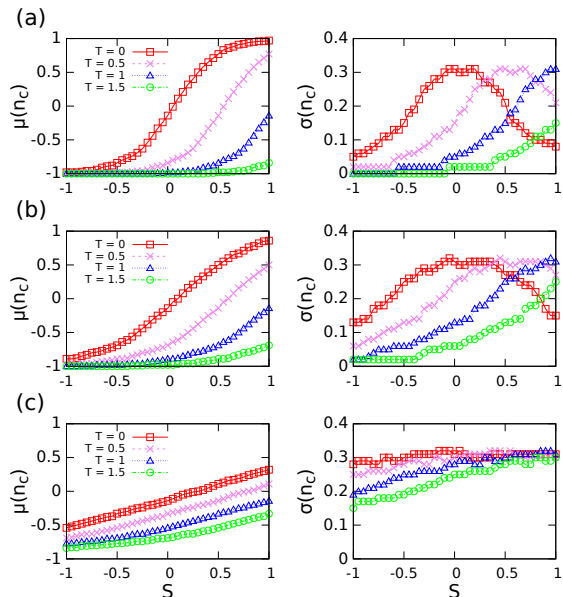 (a)
μ(n_c)
1
0.5
0
-0.5
-1
T = 0
T = 0.5
T = 1
T = 1.5
-1 -0.5 0 0.5 1
σ(n_c)
0.4
0.3
0.2
0.1
0
-1 -0.5 0 0.5 1
(b)
μ(n_c)
1
0.5
0
-0.5
-1
T = 0
T = 0.5
T = 1
T = 1.5
-1 -0.5 0 0.5 1
σ(n_c)
0.4
0.3
0.2
0.1
0
-1 -0.5 0 0.5 1
(c)
μ(n_c)
1
0.5
0
-0.5
-1
T = 0
T = 0.5
T = 1
T = 1.5
-1 -0.5 0 0.5 1
S
σ(n_c)
0.4
0.3
0.2
0.1
0
-1 -0.5 0 0.5 1
S